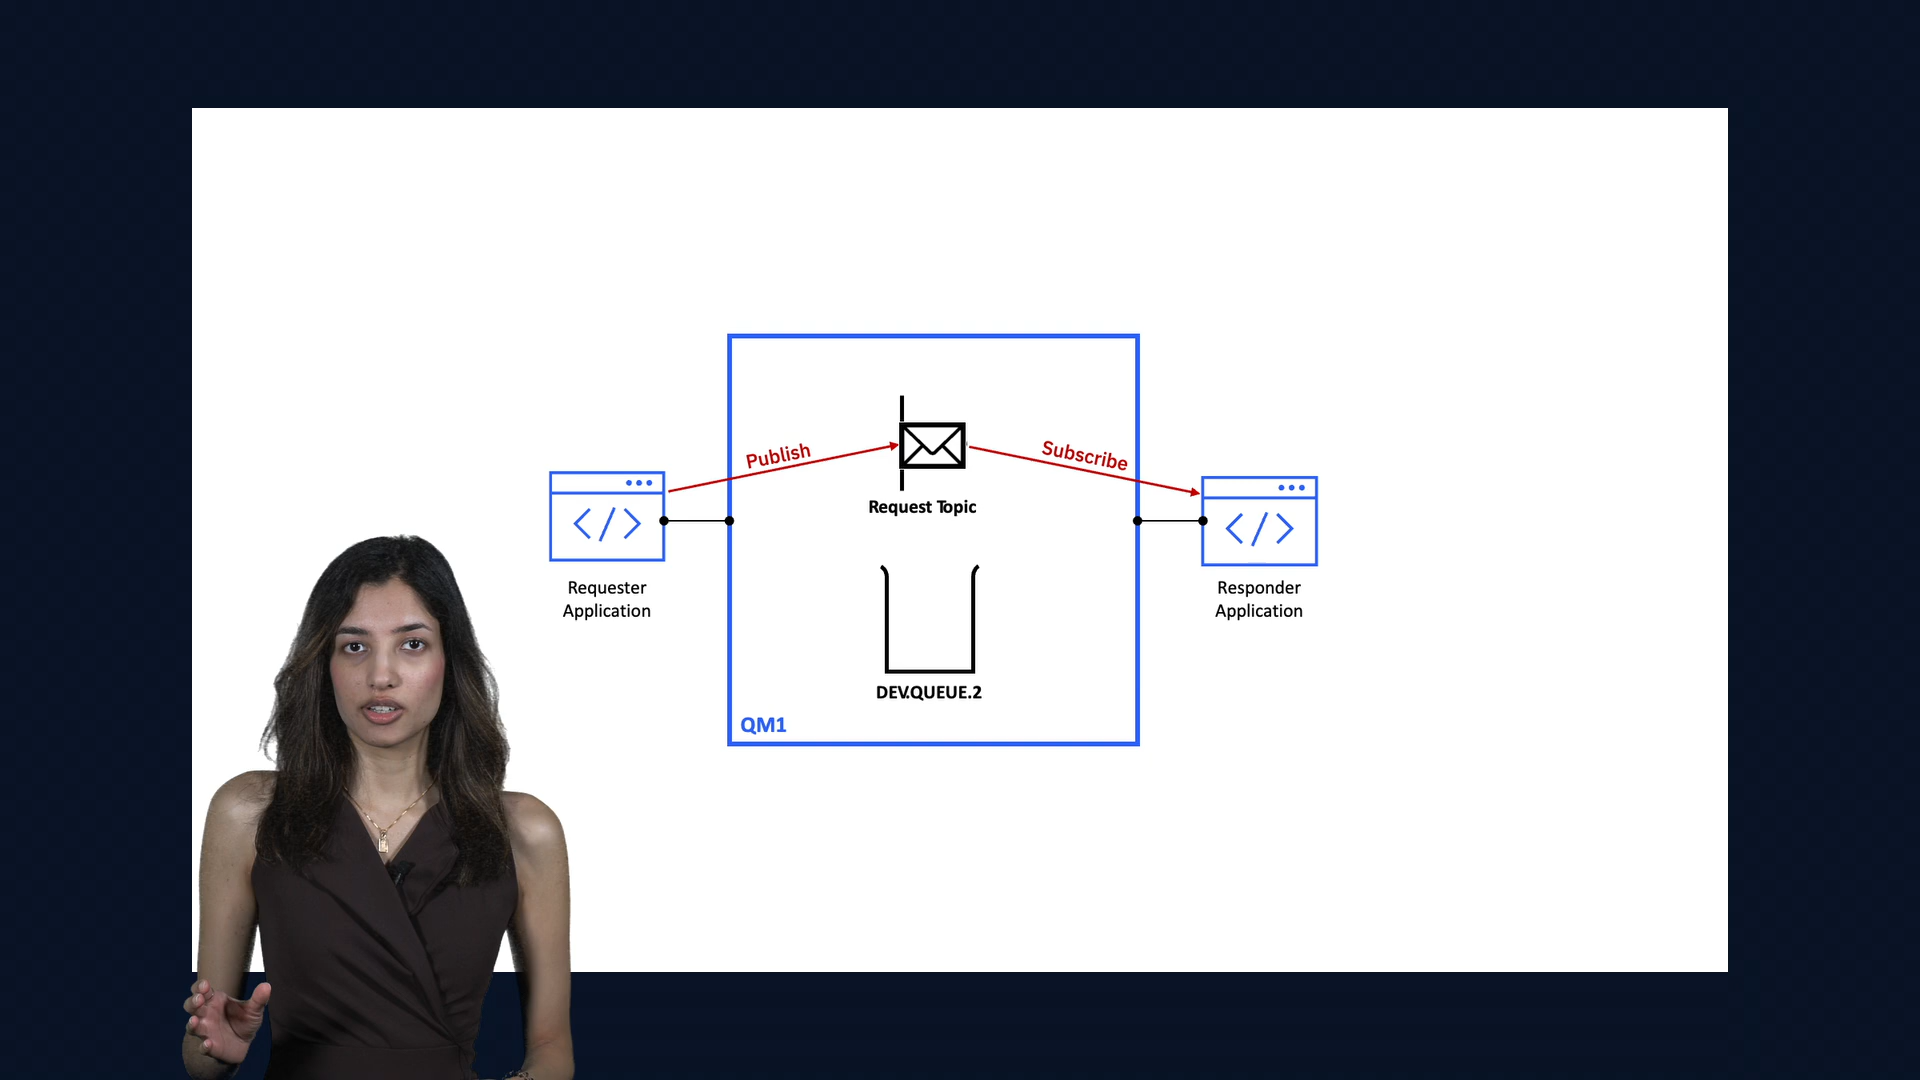 Publish
Subscribe
Request Topic
Requester
Application
Responder
Application
DEV.QUEUE.2
QM1